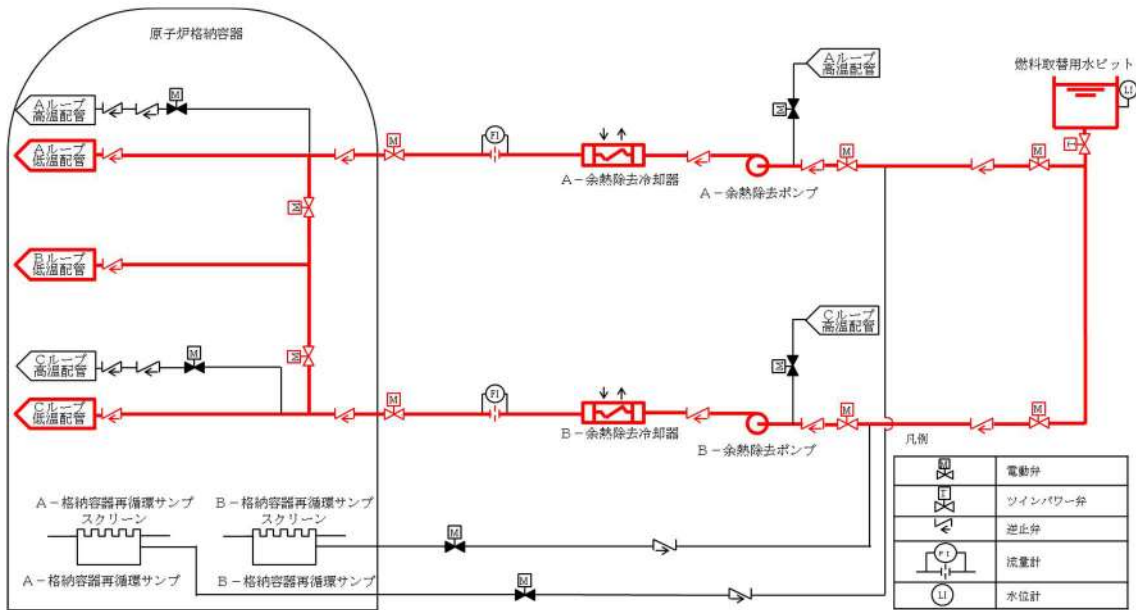 原子炉格納容器
Aループ
高温配管
M
Aループ
高温配管
M
燃料取替用水ピット
LI
T
Aループ
低温配管
M
FI
A－余熱除去冷却器
A－余熱除去ポンプ
M
M
M
Bループ
低温配管
Cループ
高温配管
M
M
Cループ
高温配管
M
Cループ
低温配管
M
FI
B－余熱除去冷却器
B－余熱除去ポンプ
M
M
凡例
M
電動弁
T
ツインパワー弁
逆止弁
FI
流量計
LI
水位計
A－格納容器再循環サンプ
スクリーン
B－格納容器再循環サンプ
スクリーン
M
A－格納容器再循環サンプ
B－格納容器再循環サンプ
M